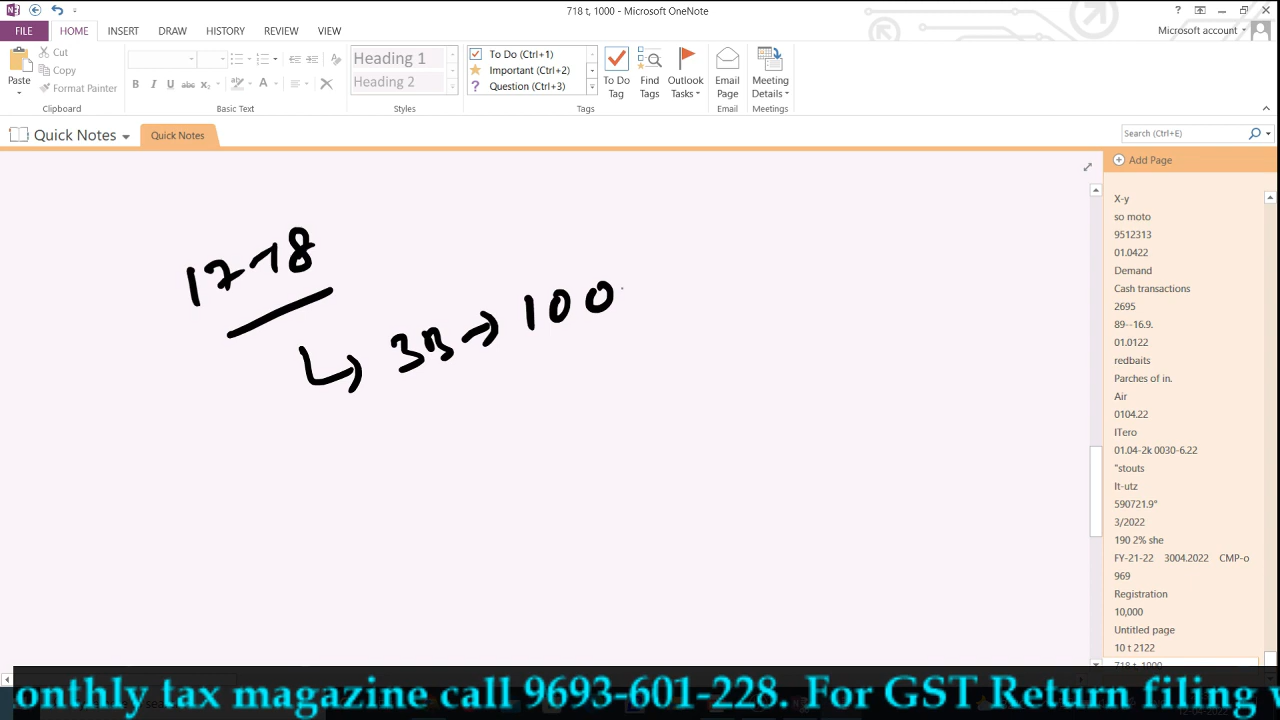 718 t, 1000 - Microsoft OneNote
FILE HOME INSERT DRAW HISTORY REVIEW VIEW
Microsoft account
Paste
Cut
Copy
Format Painter
Clipboard
Basic Text
Heading 1
Heading 2
Styles
To Do (Ctrl+1)
Important (Ctrl+2)
Question (Ctrl+3)
To Do Tag
Find Tags
Outlook Tasks
Tags
Email Page
Email
Meeting Details
Meetings
Quick Notes
Quick Notes
Search (Ctrl+E)
Add Page
17-18
3B → 100
X-y
so moto
9512313
01.0422
Demand
Cash transactions
2695
89--16.9.
01.0122
redbaits
Parches of in.
Air
0104.22
ITero
01.04-2k 0030-6.22
"stouts
It-utz
590721.9°
3/2022
190 2% she
FY-21-22 3004.2022 CMP-o
969
Registration
10,000
Untitled page
10 t 2122
718 t, 1000
onthly tax magazine call 9693-601-228. For GST Return filing